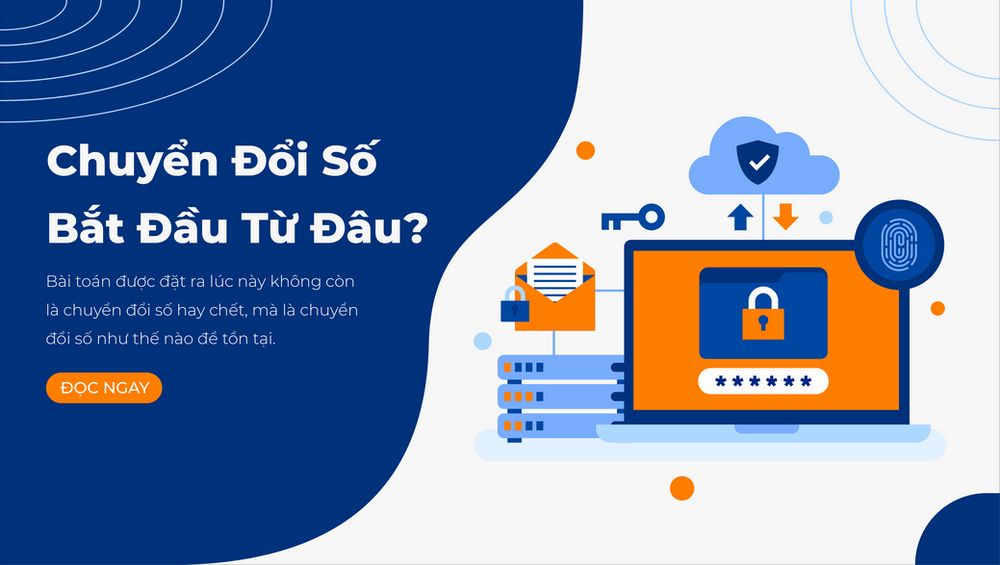 Chuyển Đổi Số
Bắt Đầu Từ Đâu?
Bài toán được đặt ra lúc này không còn
là chuyển đổi số hay chết, mà là chuyển
đổi số như thế nào để tồn tại.
ĐỌC NGAY
******